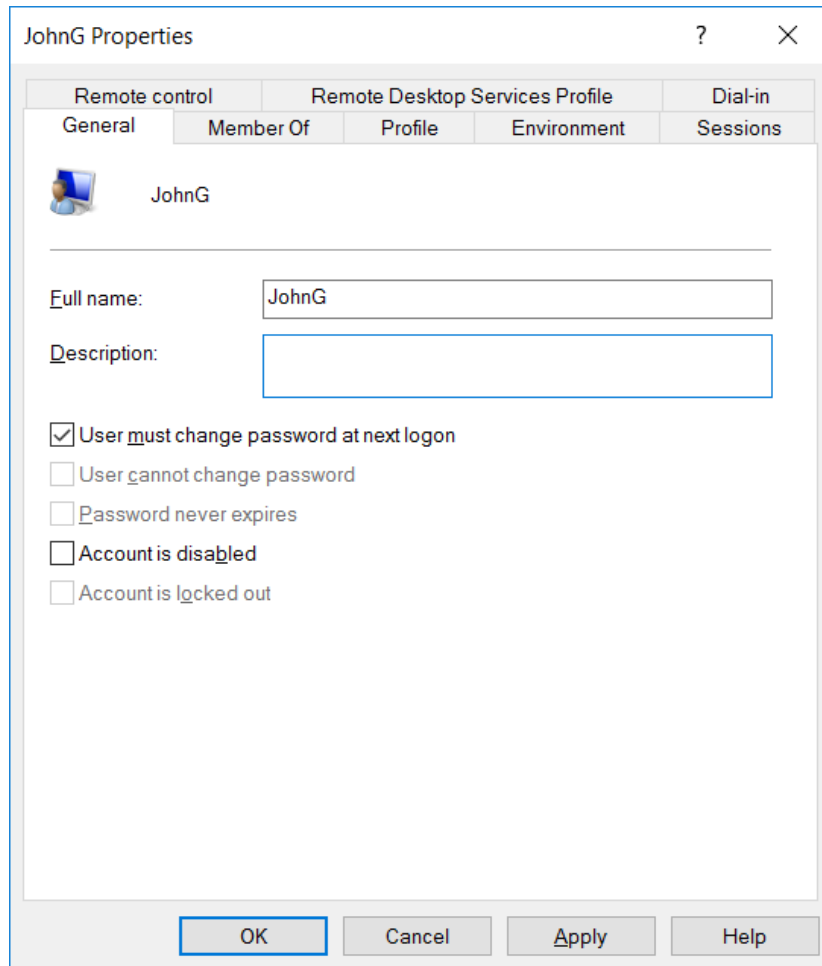 JohnG Properties ?
Remote control Remote Desktop Services Profile Dial-in
General Member Of Profile Environment Sessions
JohnG
Full name: JohnG
Description:
User must change password at next logon
User cannot change password
Password never expires
Account is disabled
Account is locked out
OK Cancel Apply Help